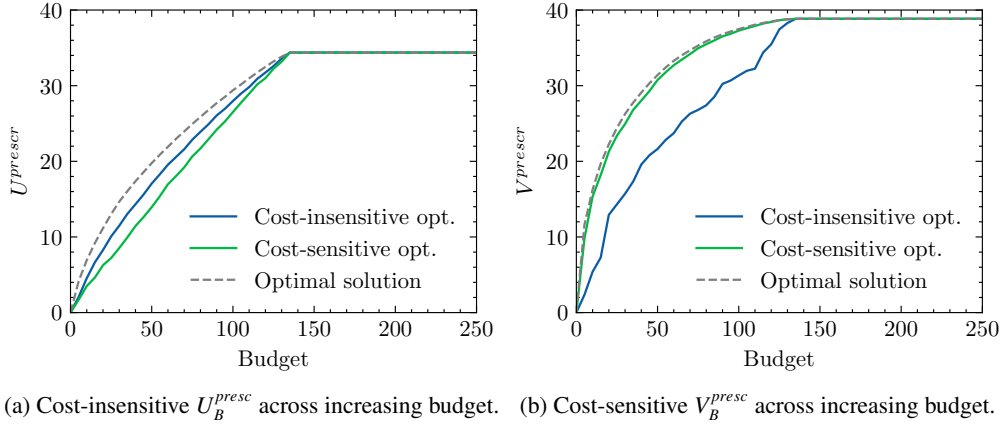 40
30
20
10
0
U^{prescr}
Cost-insensitive opt.
Cost-sensitive opt.
Optimal solution
0 50 100 150 200 250
Budget
(a) Cost-insensitive U_B^{presc} across increasing budget.
40
30
20
10
0
V^{prescr}
Cost-insensitive opt.
Cost-sensitive opt.
Optimal solution
0 50 100 150 200 250
Budget
(b) Cost-sensitive V_B^{presc} across increasing budget.